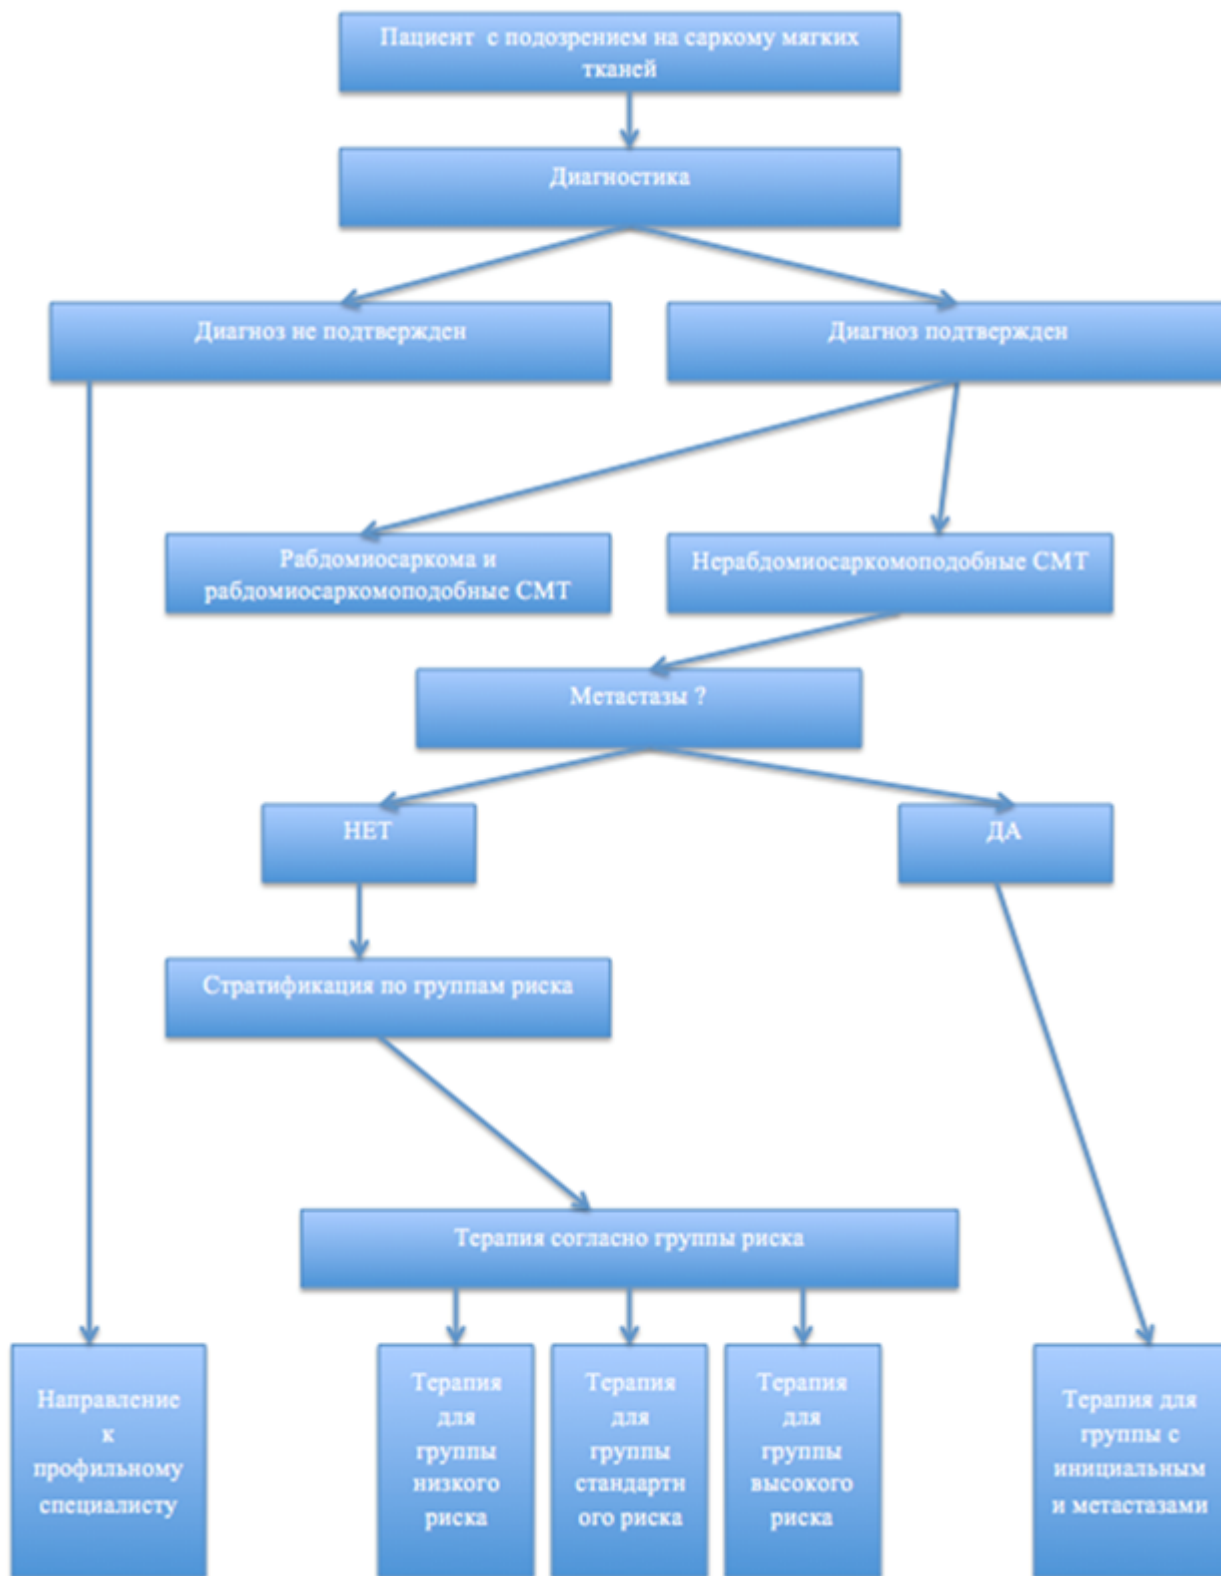 Пациент с подозрением на саркому мягких
тканей
Диагностика
Диагноз не подтвержден
Диагноз подтвержден
Рабдомиосаркома и
рабдомиосаркомоподобные СМТ
Нерабдомиосаркомоподобные СМТ
Метастазы ?
НЕТ
ДА
Стратификация по группам риска
Терапия согласно группы риска
Направление
к
профильному
специалисту
Терапия
для
группы
низкого
риска
Терапия
для
группы
стандартн
ого риска
Терапия
для
группы
высокого
риска
Терапия для
группы с
инициальным
и метастазами